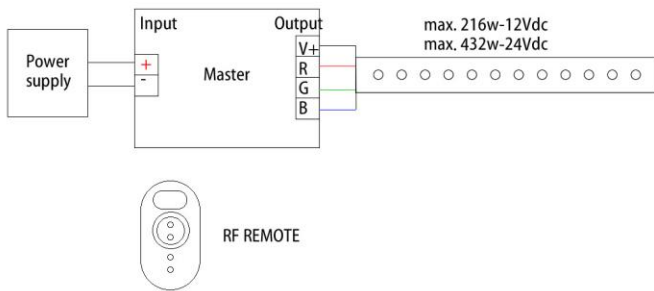 Input
Output
max. 216w-12Vdc
max. 432w-24Vdc
Power
supply
+
-
Master
V+
R
G
B
RF REMOTE